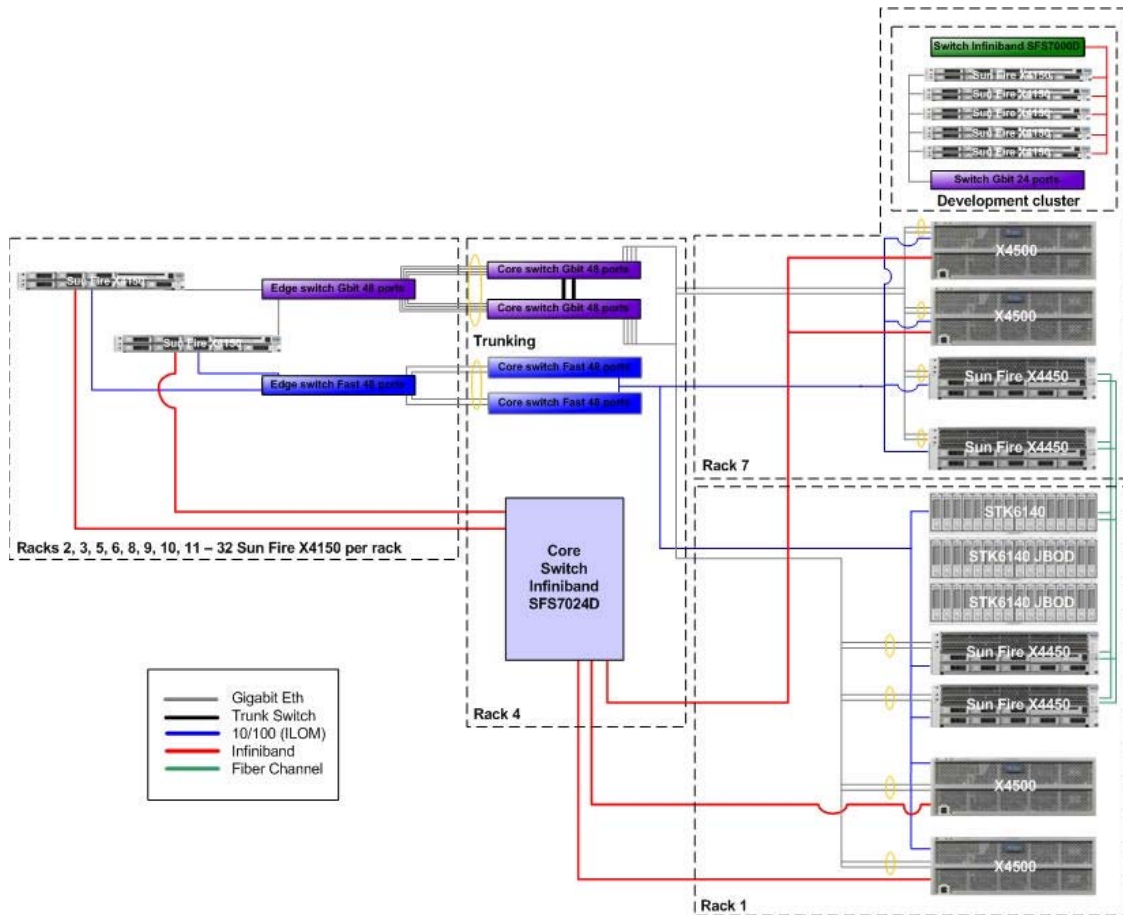 Switch Infiniband SFS7000D
Sun Fire X4150
Sun Fire X4150
Sun Fire X4150
Sun Fire X4150
Sun Fire X4150
Switch Gbit 24 ports
Development cluster
X4500
X4500
Sun Fire X4450
Sun Fire X4450
Rack 7
Sun Fire X4150
Edge switch Gbit 48 ports
Sun Fire X4150
Edge switch Fast 48 ports
Racks 2, 3, 5, 6, 8, 9, 10, 11 – 32 Sun Fire X4150 per rack
Core switch Gbit 48 ports
Core switch Gbit 48 ports
Trunking
Core switch Fast 48 ports
Core switch Fast 48 ports
Core
Switch
Infiniband
SFS7024D
Rack 4
STK6140
STK6140 JBOD
STK6140 JBOD
Sun Fire X4450
Sun Fire X4450
X4500
X4500
Rack 1
Gigabit Eth
Trunk Switch
10/100 (ILOM)
Infiniband
Fiber Channel